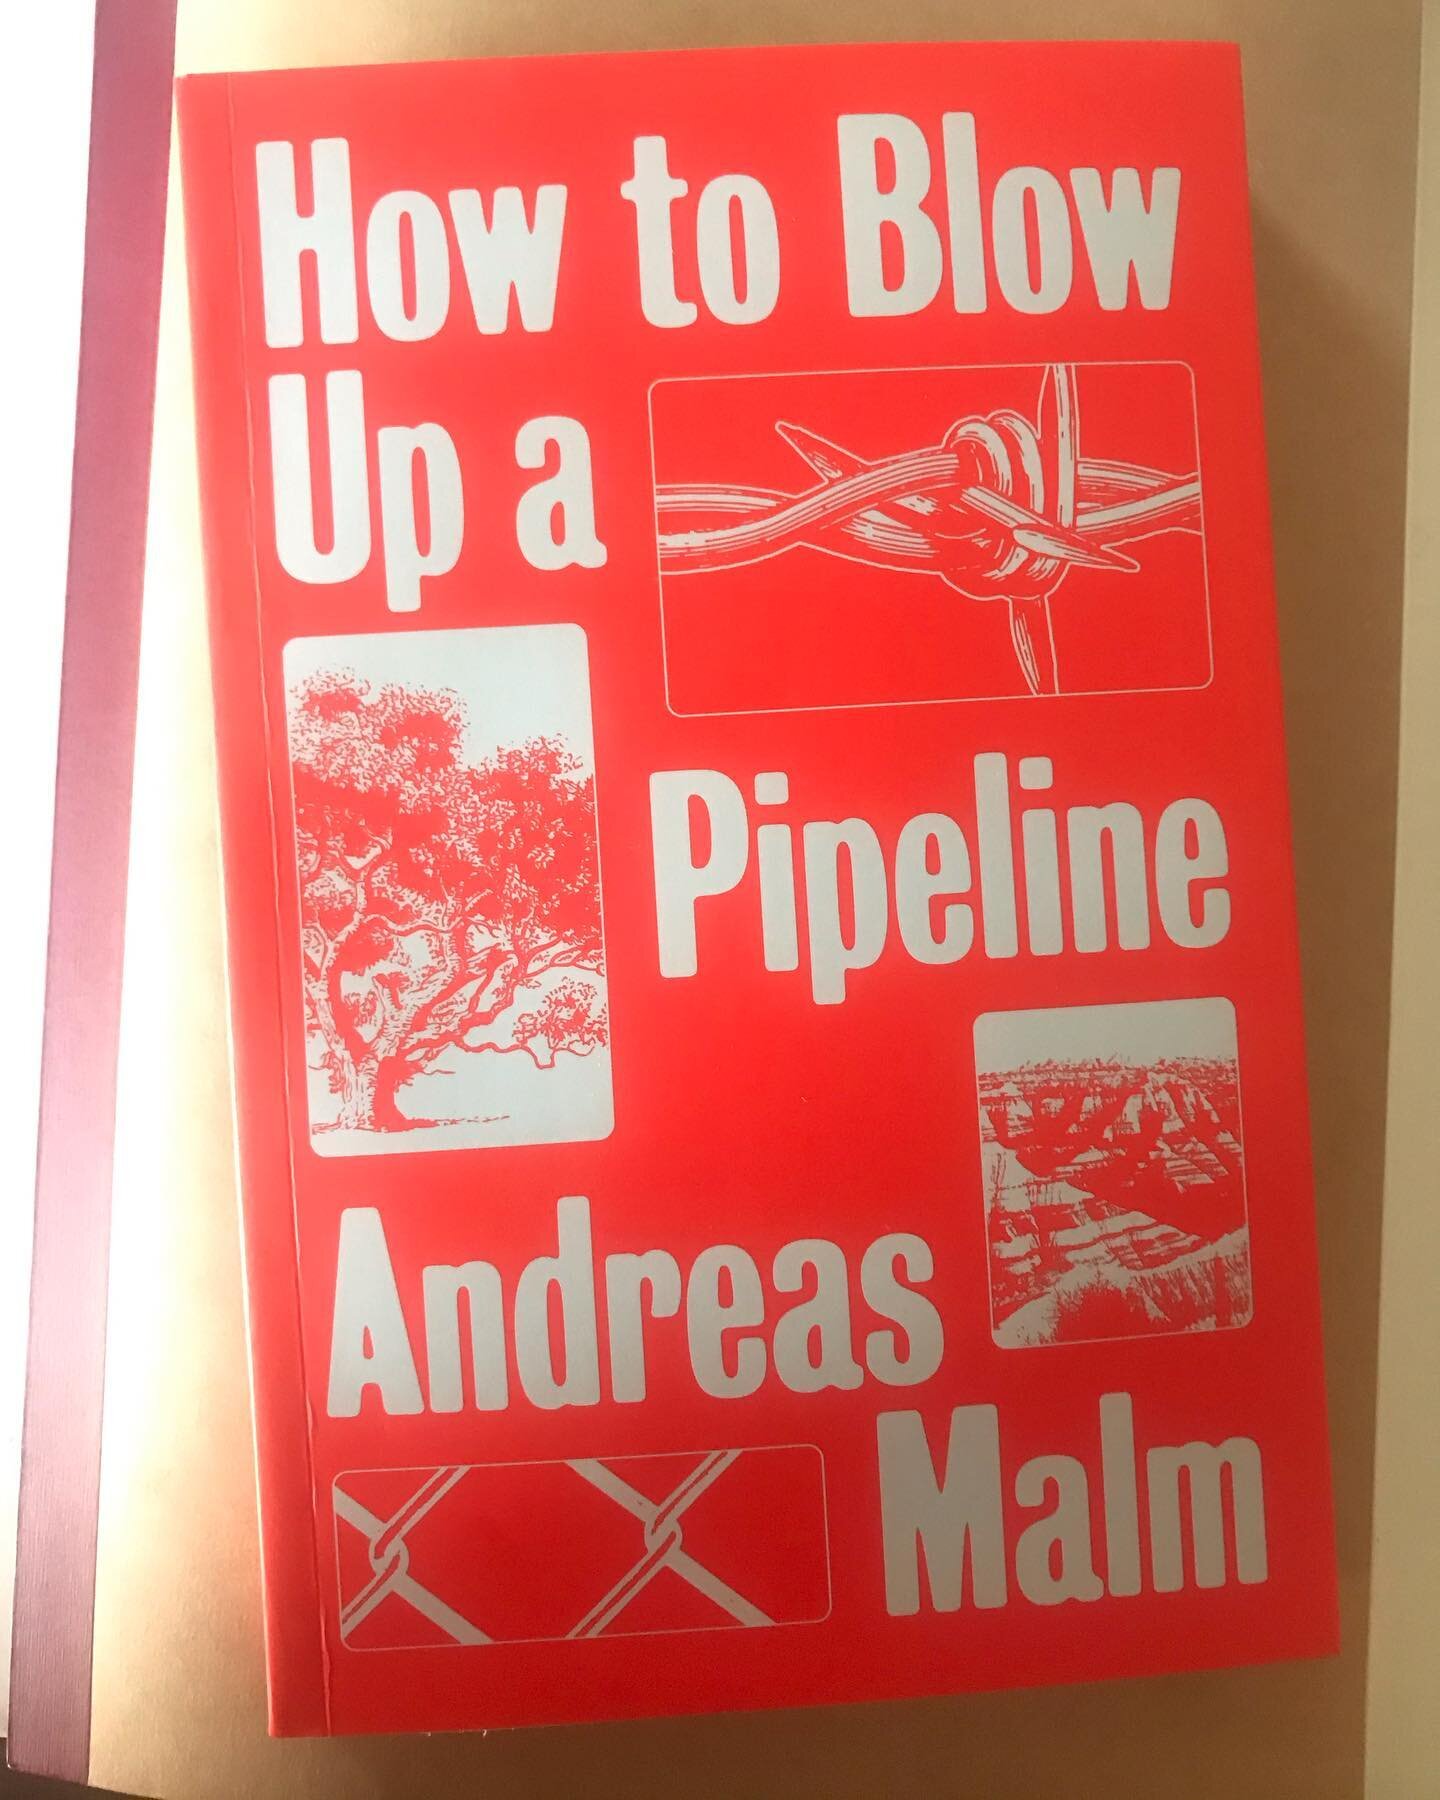 How to Blow
Up a
Pipeline
Andreas
Malm